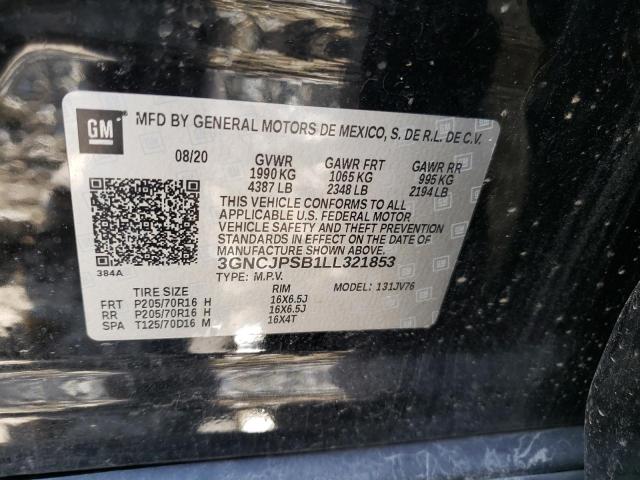 GM
MFD BY GENERAL MOTORS DE MEXICO, S. DE R.L. DE C.V.
08/20 GVWR GAWR FRT GAWR RR
1990 KG 1065 KG 995 KG
4387 LB 2348 LB 2194 LB
THIS VEHICLE CONFORMS TO ALL
APPLICABLE U.S. FEDERAL MOTOR
VEHICLE SAFETY AND THEFT PREVENTION
STANDARDS IN EFFECT ON THE DATE OF
MANUFACTURE SHOWN ABOVE.
384A 3GNCJPSB1LL321853
TYPE: M.P.V. MODEL: 131JV76
TIRE SIZE RIM
FRT P205/70R16 H 16X6.5J
RR P205/70R16 H 16X6.5J
SPA T125/70D16 M 16X4T